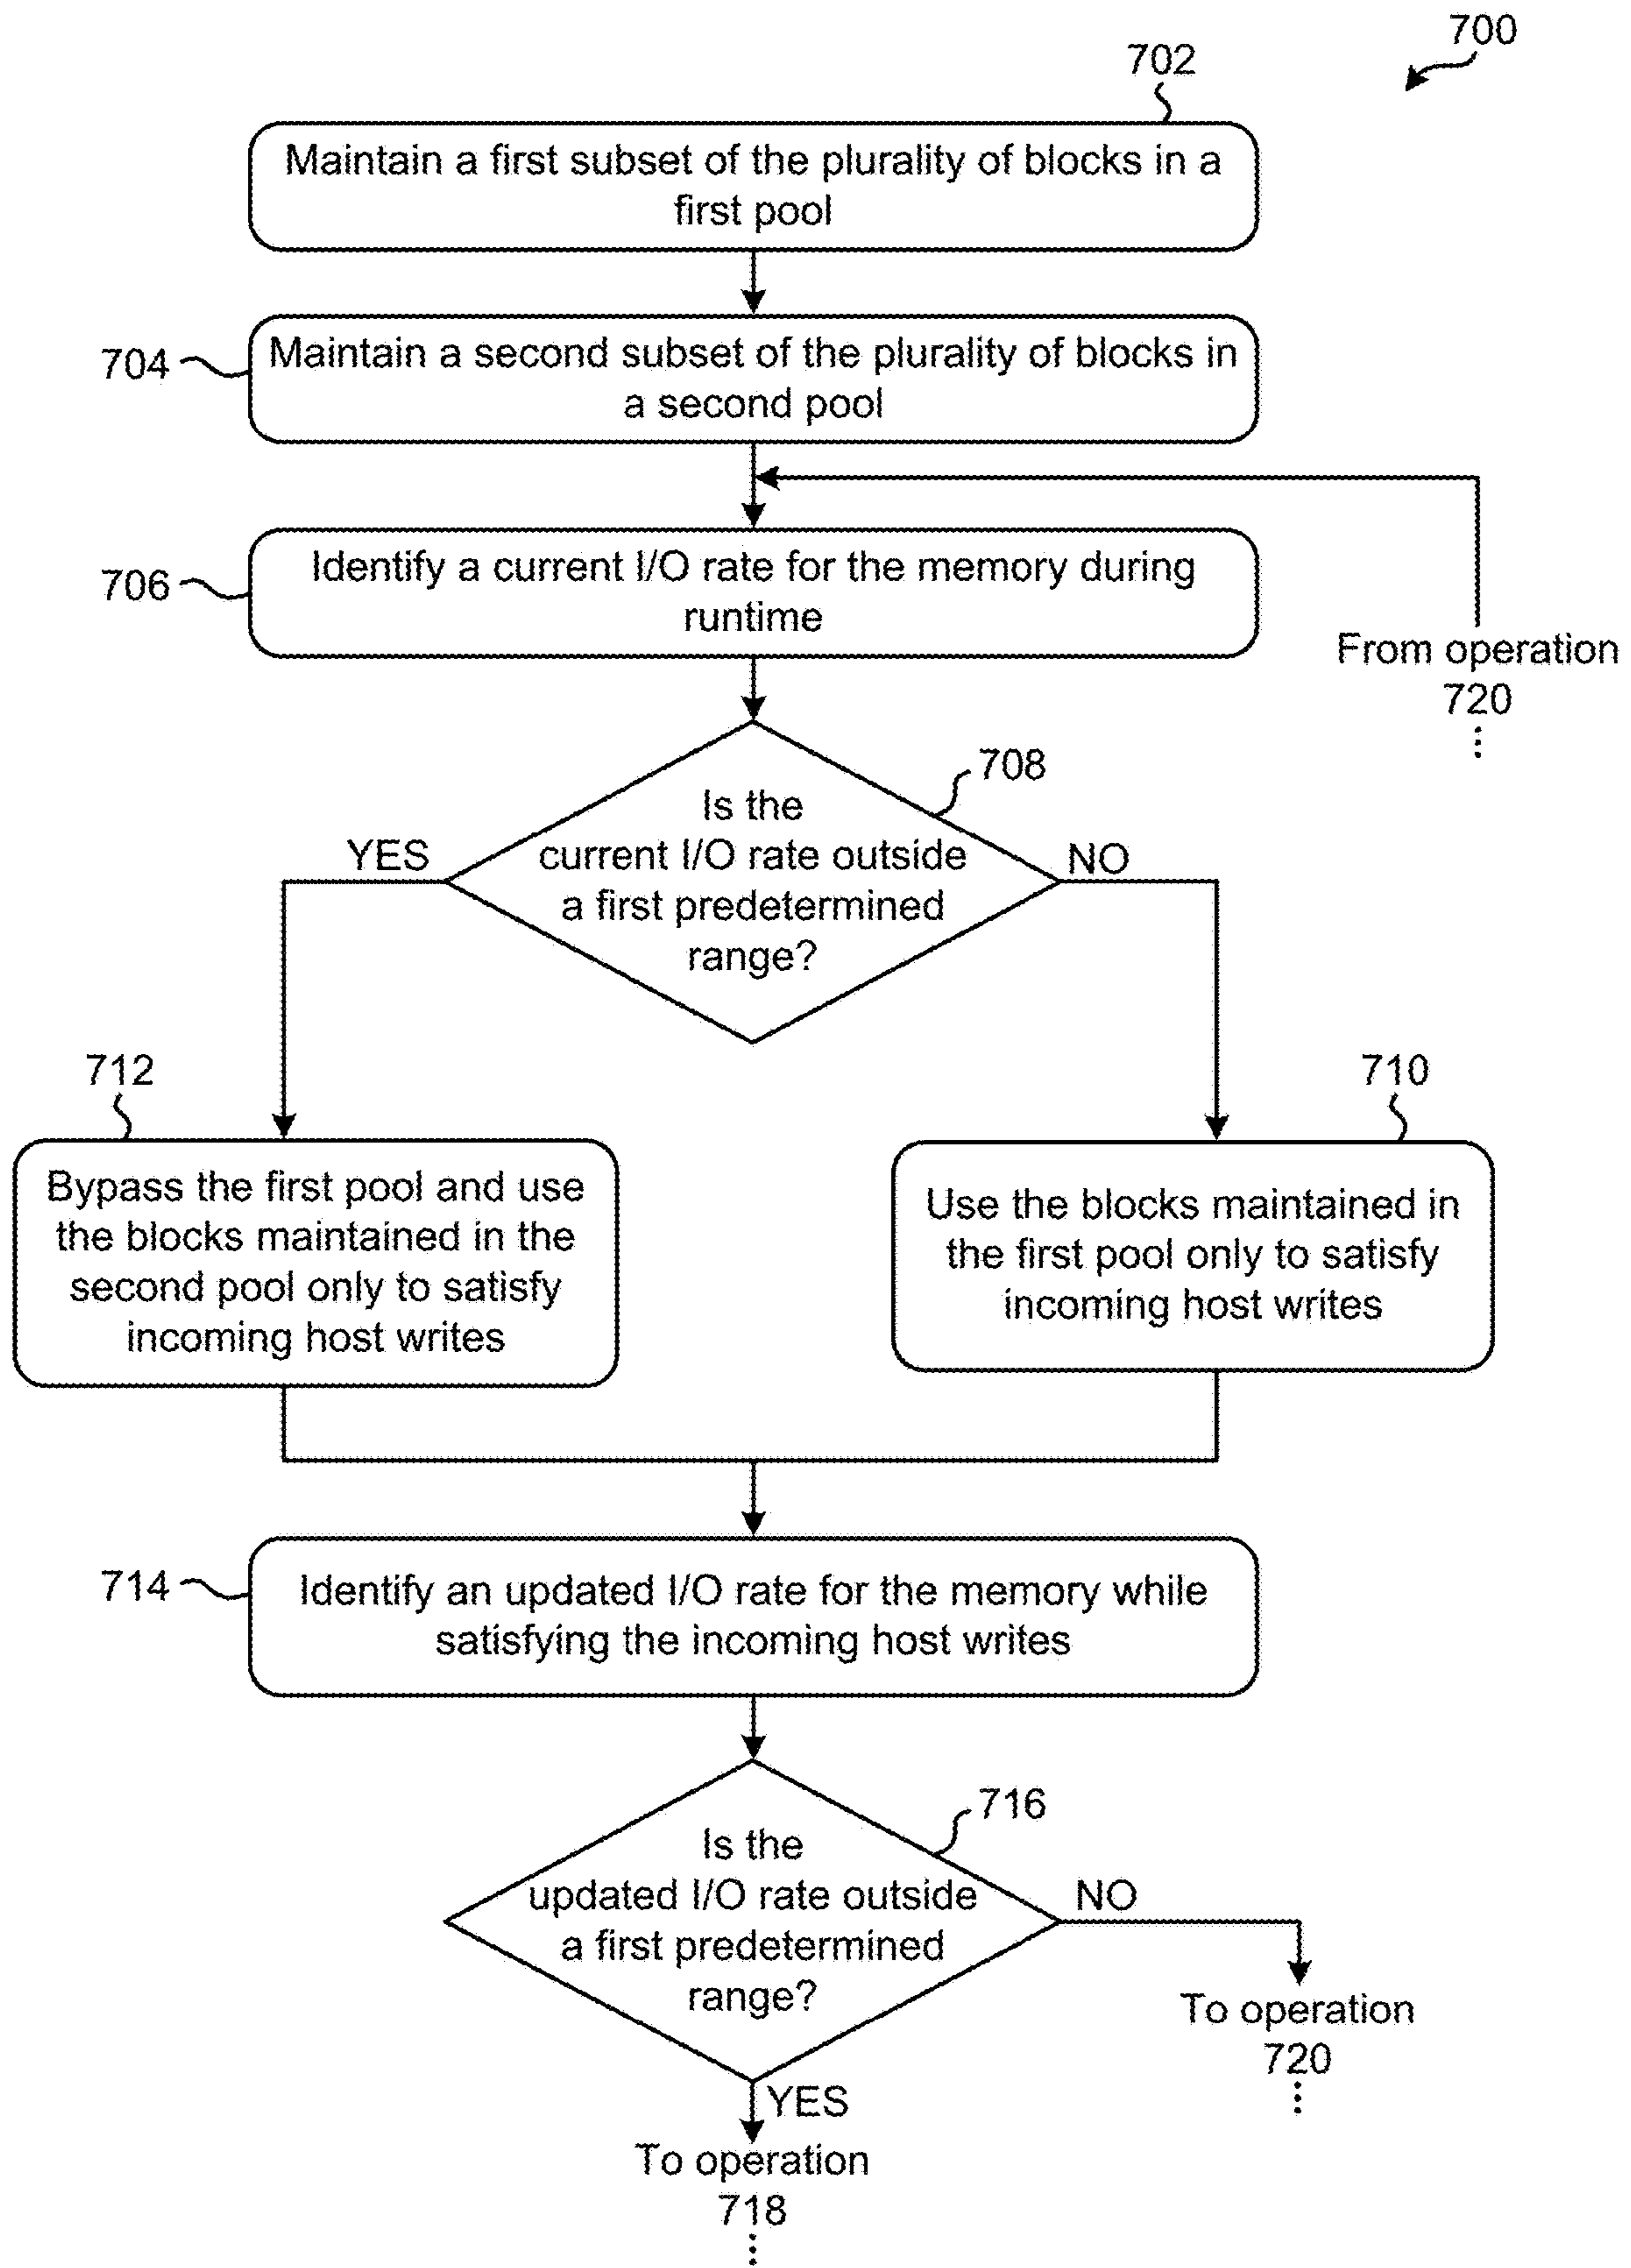 700
702
Maintain a first subset of the plurality of blocks in a
first pool
704
Maintain a second subset of the plurality of blocks in
a second pool
706
Identify a current I/O rate for the memory during
runtime
From operation
720
708
Is the
current I/O rate outside
a first predetermined
range?
YES
NO
712
Bypass the first pool and use
the blocks maintained in the
second pool only to satisfy
incoming host writes
710
Use the blocks maintained in
the first pool only to satisfy
incoming host writes
714
Identify an updated I/O rate for the memory while
satisfying the incoming host writes
716
Is the
updated I/O rate outside
a first predetermined
range?
NO
To operation
720
YES
To operation
718